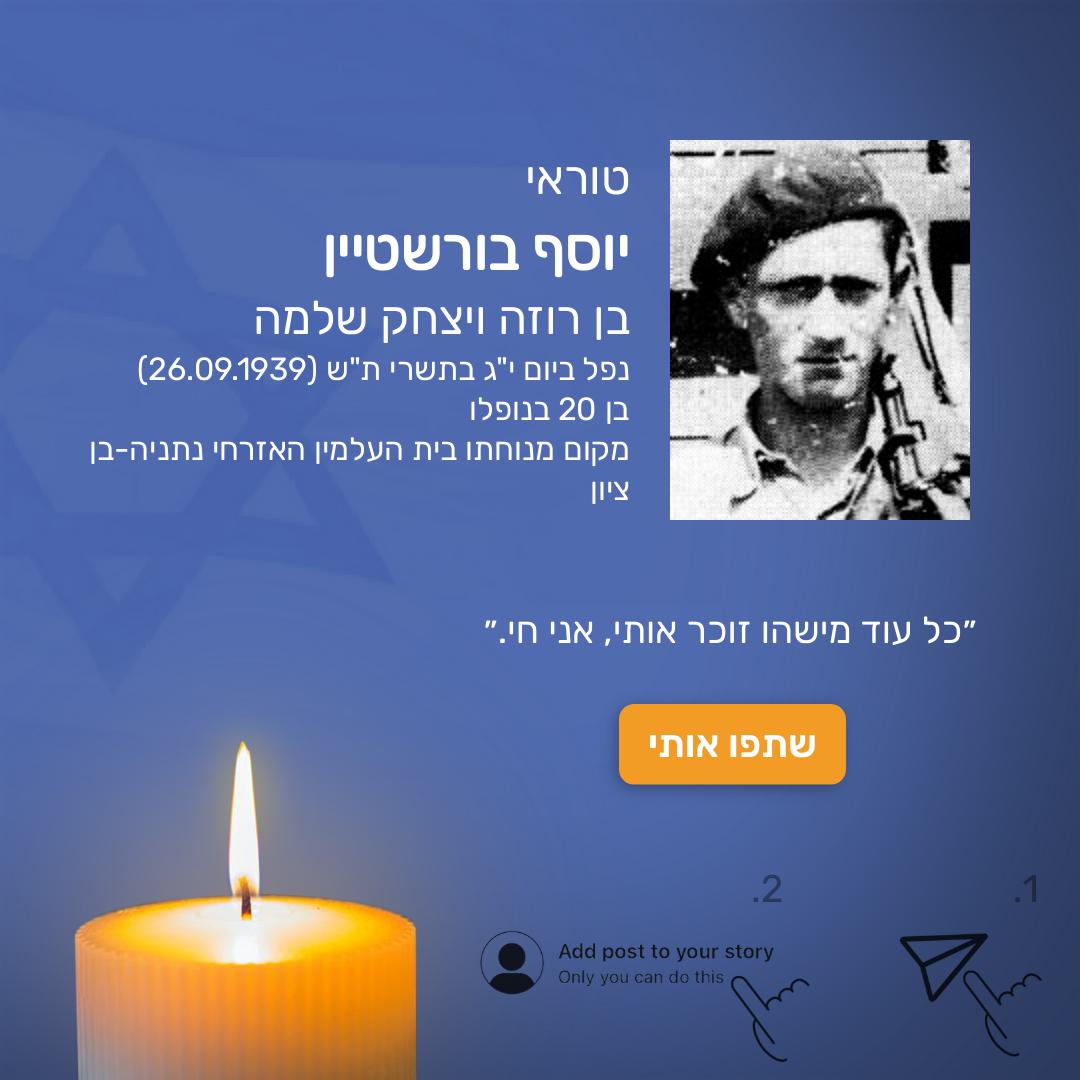 טוראי
יוסף בורשטיין
בן רוזה ויצחק שלמה
נפל ביום י"ג בתשרי ת"ש (26.09.1939)
בן 20 בנופלו
מקום מנוחתו בית העלמין האזרחי נתניה-בן
ציון
״כל עוד מישהו זוכר אותי, אני חי.״
שתפו אותי
1.
2.
Add post to your story
Only you can do this